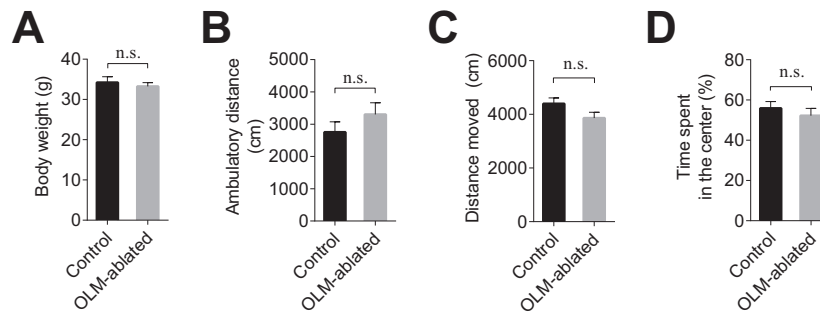 A
Body weight (g)
40
30
20
10
0
n.s.
Control
OLM-ablated
B
Ambulatory distance
(cm)
5000
4000
3000
2000
1000
0
n.s.
Control
OLM-ablated
C
Distance moved (cm)
6000
4000
2000
0
n.s.
Control
OLM-ablated
D
Time spent
in the center (%)
80
60
40
20
0
n.s.
Control
OLM-ablated